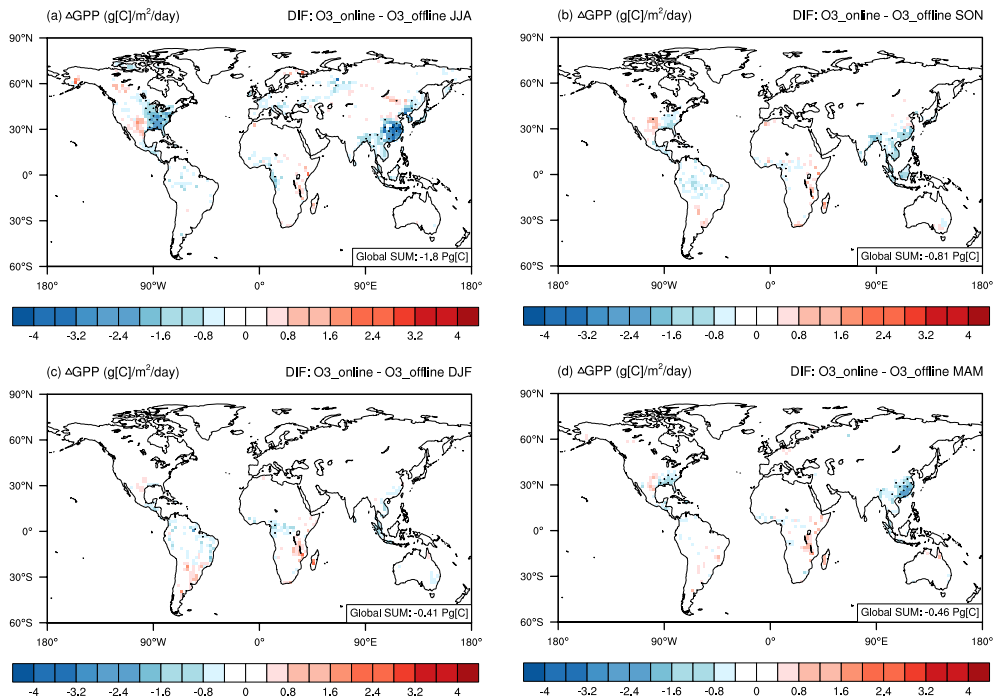 (a) ΔGPP (g[C]/m²/day) DIF: O3_online - O3_offline JJA
90°N
60°N
30°N
0°
30°S
60°S
180° 90°W 0° 90°E 180°
Global SUM: -1.8 Pg[C]
-4 -3.2 -2.4 -1.6 -0.8 0 0.8 1.6 2.4 3.2 4
(b) ΔGPP (g[C]/m²/day) DIF: O3_online - O3_offline SON
90°N
60°N
30°N
0°
30°S
60°S
180° 90°W 0° 90°E 180°
Global SUM: -0.81 Pg[C]
-4 -3.2 -2.4 -1.6 -0.8 0 0.8 1.6 2.4 3.2 4
(c) ΔGPP (g[C]/m²/day) DIF: O3_online - O3_offline DJF
90°N
60°N
30°N
0°
30°S
60°S
180° 90°W 0° 90°E 180°
Global SUM: -0.41 Pg[C]
-4 -3.2 -2.4 -1.6 -0.8 0 0.8 1.6 2.4 3.2 4
(d) ΔGPP (g[C]/m²/day) DIF: O3_online - O3_offline MAM
90°N
60°N
30°N
0°
30°S
60°S
180° 90°W 0° 90°E 180°
Global SUM: -0.46 Pg[C]
-4 -3.2 -2.4 -1.6 -0.8 0 0.8 1.6 2.4 3.2 4